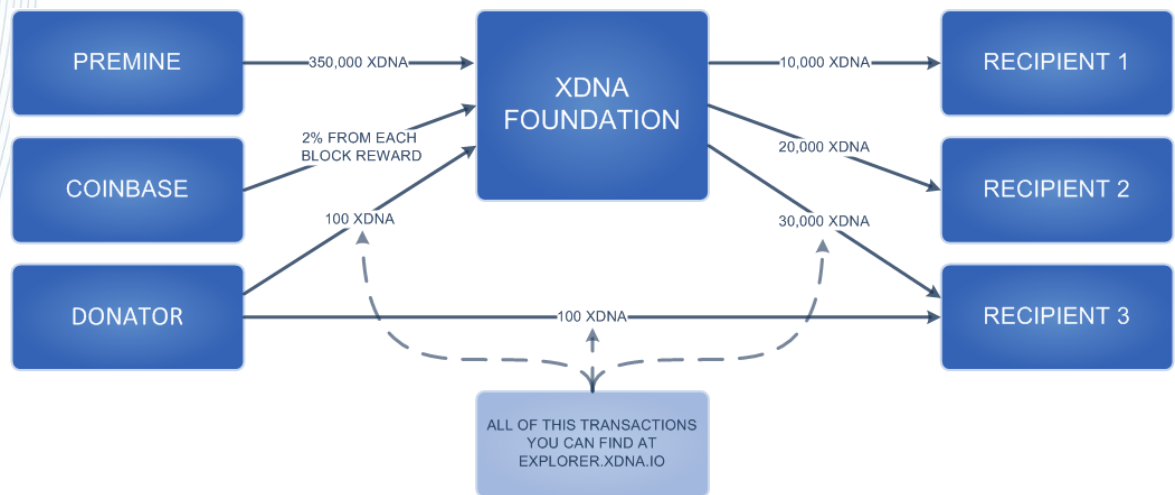 PREMINE
350,000 XDNA
XDNA
FOUNDATION
10,000 XDNA
RECIPIENT 1
2% FROM EACH
BLOCK REWARD
COINBASE
20,000 XDNA
RECIPIENT 2
100 XDNA
30,000 XDNA
DONATOR
100 XDNA
RECIPIENT 3
ALL OF THIS TRANSACTIONS
YOU CAN FIND AT
EXPLORER.XDNA.IO